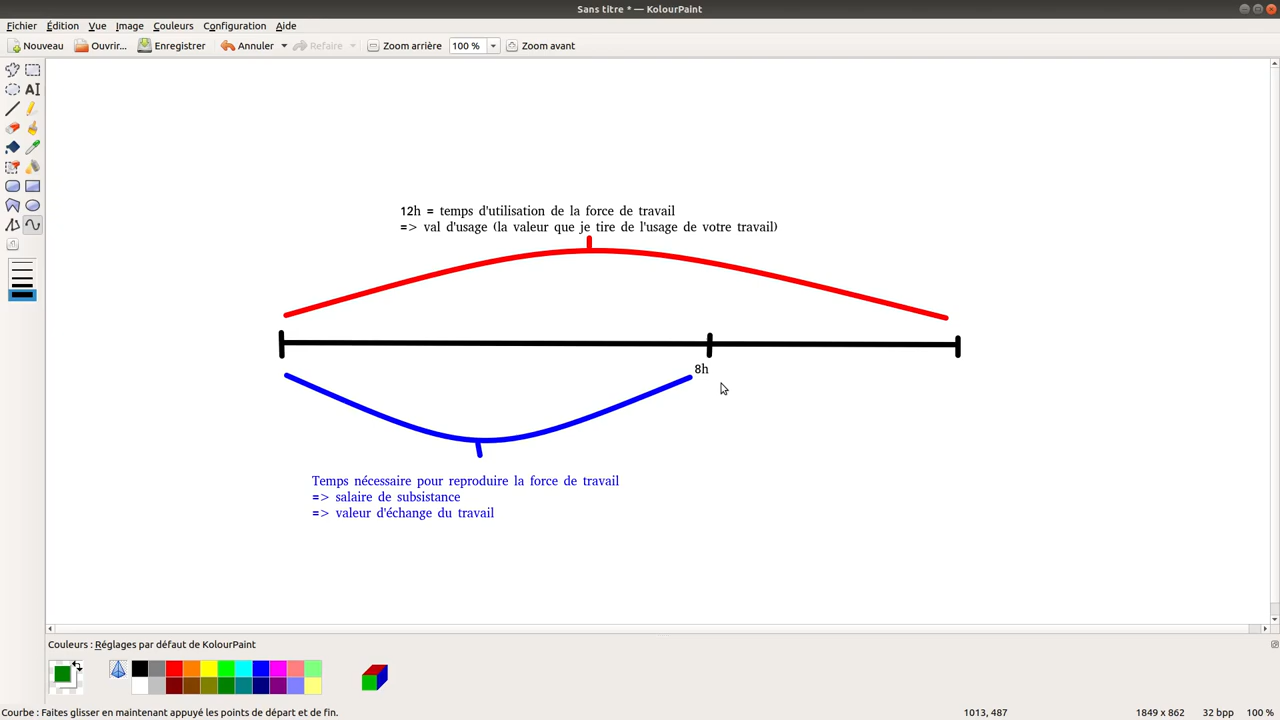 Sans titre * — KolourPaint
Fichier Édition Vue Image Couleurs Configuration Aide
Nouveau Ouvrir... Enregistrer Annuler Refaire Zoom arrière 100 % Zoom avant
12h = temps d'utilisation de la force de travail
=> val d'usage (la valeur que je tire de l'usage de votre travail)
8h
Temps nécessaire pour reproduire la force de travail
=> salaire de subsistance
=> valeur d'échange du travail
Couleurs : Réglages par défaut de KolourPaint
Courbe : Faites glisser en maintenant appuyé les points de départ et de fin. 1013, 487 1849 x 862 32 bpp 100 %